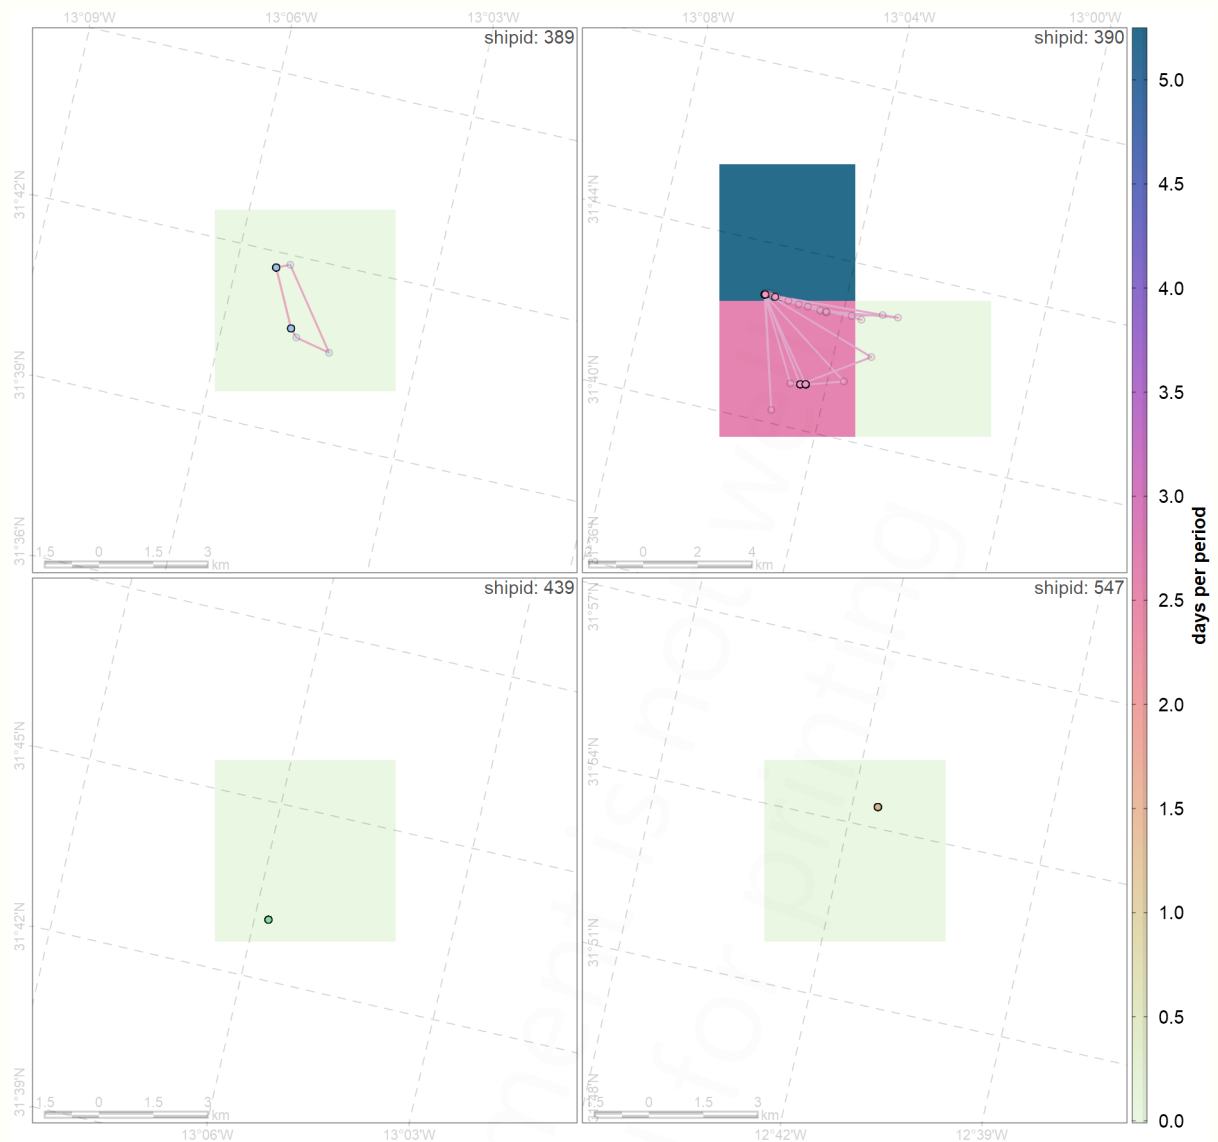 13°09'W 13°06'W 13°03'W 13°08'W 13°04'W 13°00'W
shipid: 389
shipid: 390
31°42'N
31°39'N
31°36'N
31°44'N
31°40'N
31°36'N
1.5 0 1.5 3 km
2 0 2 4 km
shipid: 439
shipid: 547
31°45'N
31°42'N
31°39'N
31°57'N
31°54'N
31°51'N
31°48'N
1.5 0 1.5 3 km
1.5 0 1.5 3 km
13°06'W 13°03'W 12°42'W 12°39'W
5.0
4.5
4.0
3.5
3.0
2.5
2.0
1.5
1.0
0.5
0.0
days per period